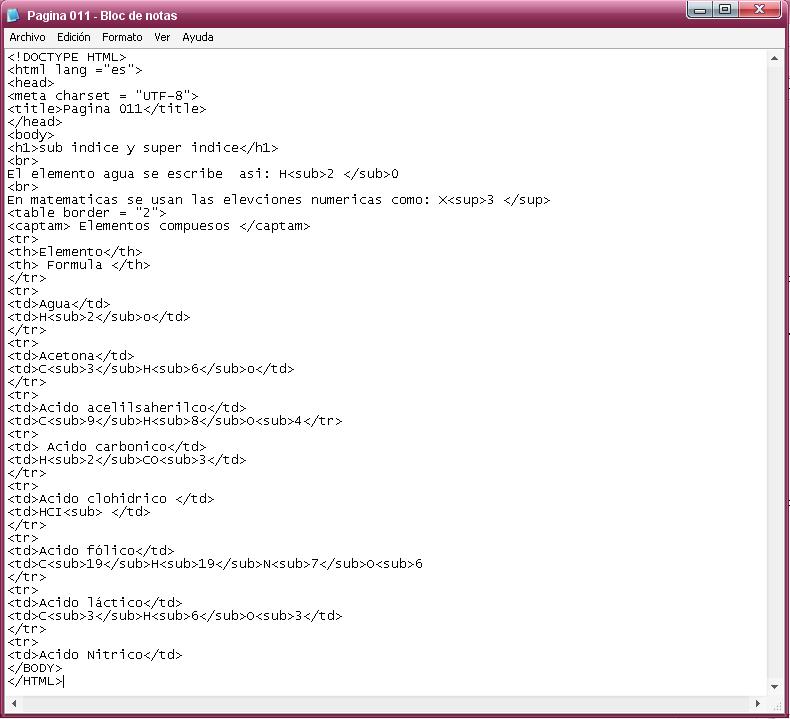 Pagina 011 - Bloc de notas
Archivo Edición Formato Ver Ayuda
<!DOCTYPE HTML>
<html lang ="es">
<head>
<meta charset = "UTF-8">
<title>Pagina 011</title>
</head>
<body>
<h1>sub indice y super indice</h1>
<br>
El elemento agua se escribe  asi: H<sub>2 </sub>O
<br>
En matematicas se usan las elevciones numericas como: X<sup>3 </sup>
<table border = "2">
<captam> Elementos compuesos </captam>
<tr>
<th>Elemento</th>
<th> Formula </th>
</tr>
<tr>
<td>Agua</td>
<td>H<sub>2</sub>o</td>
</tr>
<tr>
<td>Acetona</td>
<td>C<sub>3</sub>H<sub>6</sub>o</td>
</tr>
<tr>
<td>Acido acelilsaherilco</td>
<td>C<sub>9</sub>H<sub>8</sub>O<sub>4</tr>
<tr>
<td> Acido carbonico</td>
<td>H<sub>2</sub>CO<sub>3</td>
</tr>
<tr>
<td>Acido clohidrico </td>
<td>HCI<sub> </td>
</tr>
<tr>
<td>Acido fólico</td>
<td>C<sub>19</sub>H<sub>19</sub>N<sub>7</sub>O<sub>6
</tr>
<tr>
<td>Acido láctico</td>
<td>C<sub>3</sub>H<sub>6</sub>O<sub>3</td>
</tr>
<tr>
<td>Acido Nitrico</td>
</BODY>
</HTML>